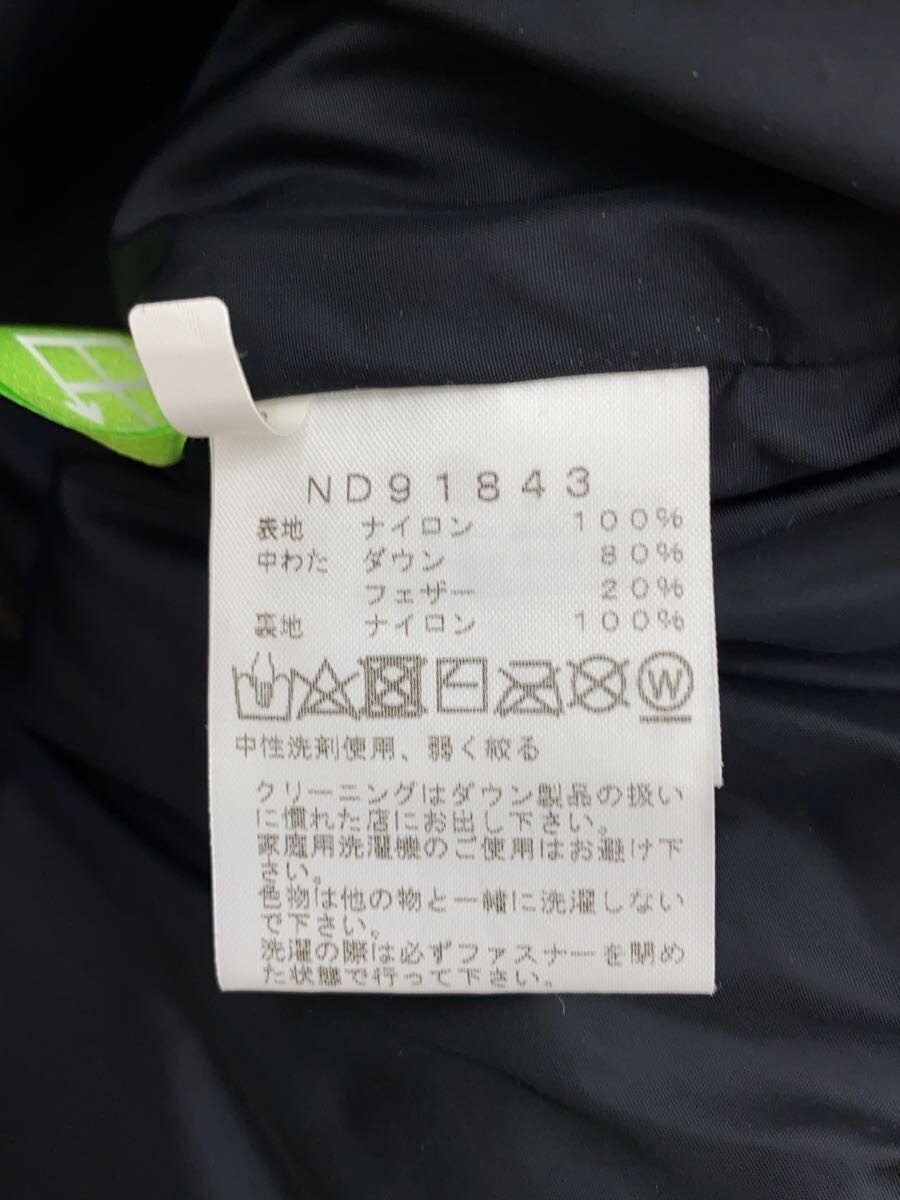 ND91843
表地 ナイロン 100%
中わた ダウン 80%
フェザー 20%
裏地 ナイロン 100%
W
中性洗剤使用、弱く絞る
クリーニングはダウン製品の扱い
に慣れた店にお出し下さい。
家庭用洗濯機のご使用はお避け下
さい。
色物は他の物と一緒に洗濯しない
で下さい。
洗濯の際は必ずファスナーを閉め
た状態で行って下さい。